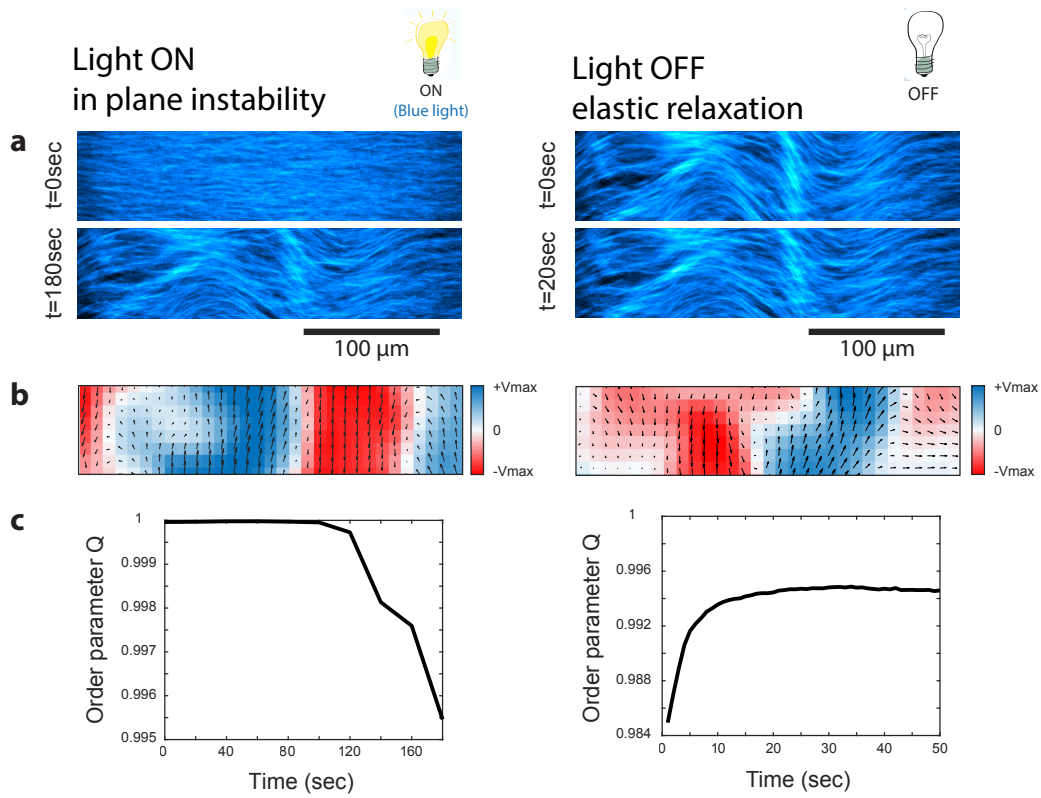 Light ON
in plane instability
ON
(Blue light)
Light OFF
elastic relaxation
OFF
a
t=0sec
t=180sec
100 µm
t=0sec
t=20sec
100 µm
b
+Vmax
0
-Vmax
+Vmax
0
-Vmax
c
Order parameter Q
1
0.999
0.998
0.997
0.996
0.995
0 40 80 120 160
Time (sec)
Order parameter Q
1
0.996
0.992
0.988
0.984
0 10 20 30 40 50
Time (sec)